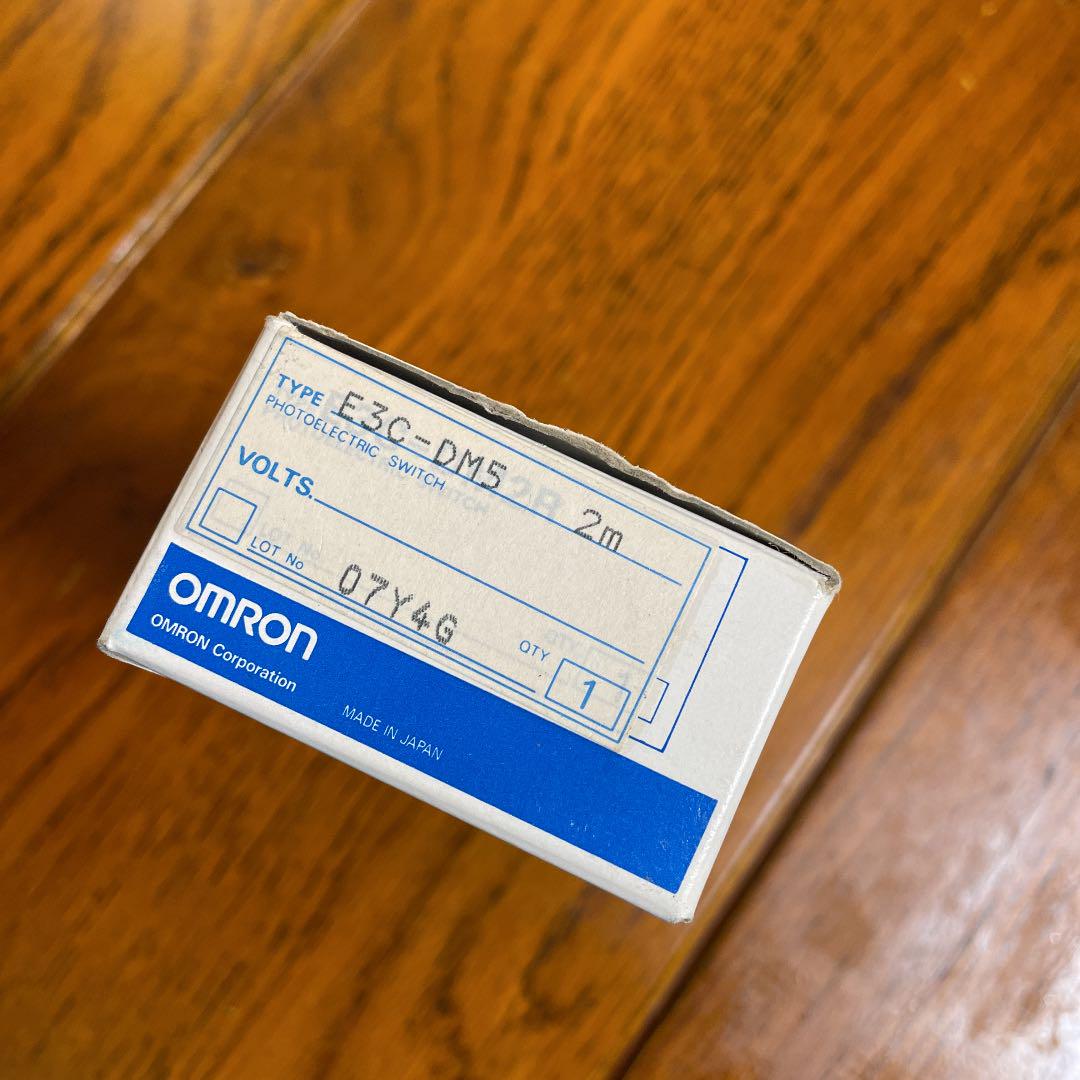 TYPE E3C-DM5 2m
PHOTOELECTRIC SWITCH
VOLTS.
LOT No 07Y4G
QTY 1
OMRON
OMRON Corporation
MADE IN JAPAN